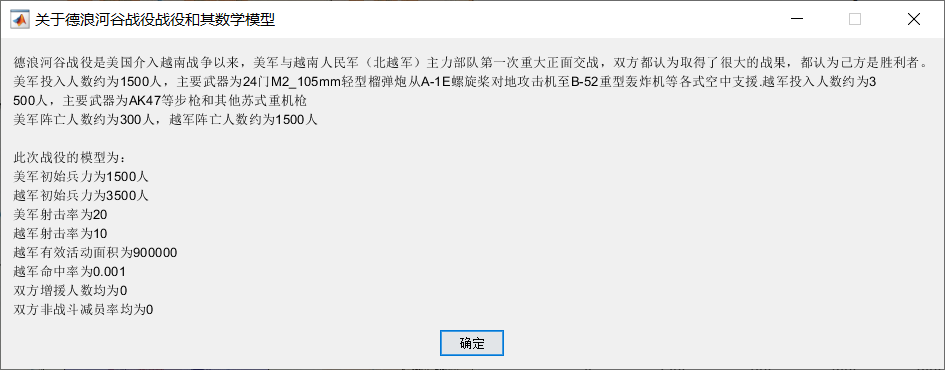 关于德浪河谷战役战役和其数学模型
德浪河谷战役是美国介入越南战争以来，美军与越南人民军（北越军）主力部队第一次重大正面交战，双方都认为取得了很大的战果，都认为己方是胜利者。
美军投入人数约为1500人，主要武器为24门M2_105mm轻型榴弹炮从A-1E螺旋桨对地攻击机至B-52重型轰炸机等各式空中支援.越军投入人数约为3
500人，主要武器为AK47等步枪和其他苏式重机枪
美军阵亡人数约为300人，越军阵亡人数约为1500人
此次战役的模型为：
美军初始兵力为1500人
越军初始兵力为3500人
美军射击率为20
越军射击率为10
越军有效活动面积为900000
越军命中率为0.001
双方增援人数均为0
双方非战斗减员率均为0
确定